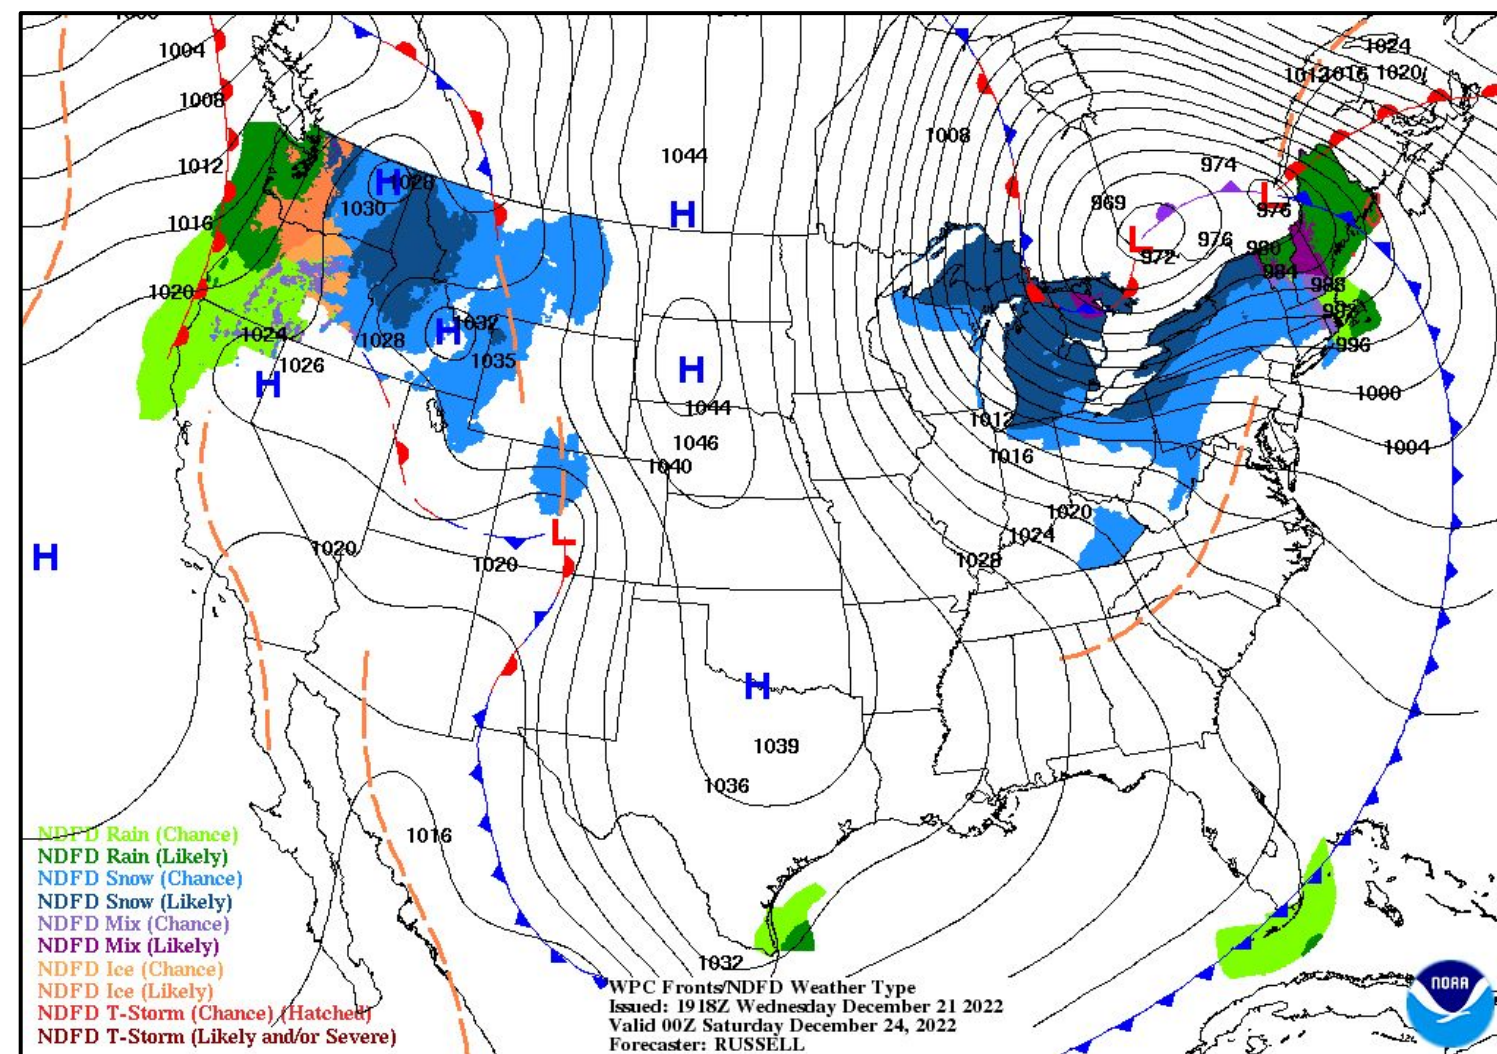 1004
1024
1012 1016 1020
1008
1008
1012
1044
974
1028
1030
969
976
1016
976
980
972
984
988
1020
992
1032
1024
1028
996
1026
1035
1000
1044
1012
1046
1004
1040
1016
1020
1024
1020
1020
1028
1039
1036
1016
1032
H
H
H
H
H
H
H
L
L
L
NDFD Rain (Chance)
NDFD Rain (Likely)
NDFD Snow (Chance)
NDFD Snow (Likely)
NDFD Mix (Chance)
NDFD Mix (Likely)
NDFD Ice (Chance)
NDFD Ice (Likely)
NDFD T-Storm (Chance) (Hatched)
NDFD T-Storm (Likely and/or Severe)
WPC Fronts/NDFD Weather Type
Issued: 1918Z Wednesday December 21 2022
Valid 00Z Saturday December 24, 2022
Forecaster: RUSSELL
NOAA